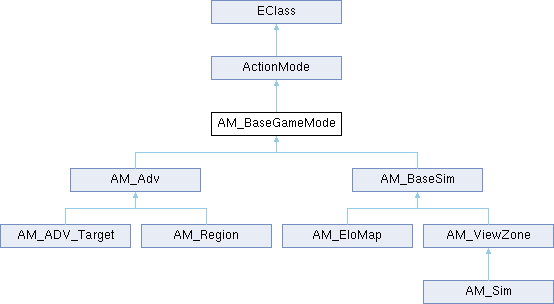 EClass
ActionMode
AM_BaseGameMode
AM_Adv
AM_BaseSim
AM_ADV_Target
AM_Region
AM_EloMap
AM_ViewZone
AM_Sim